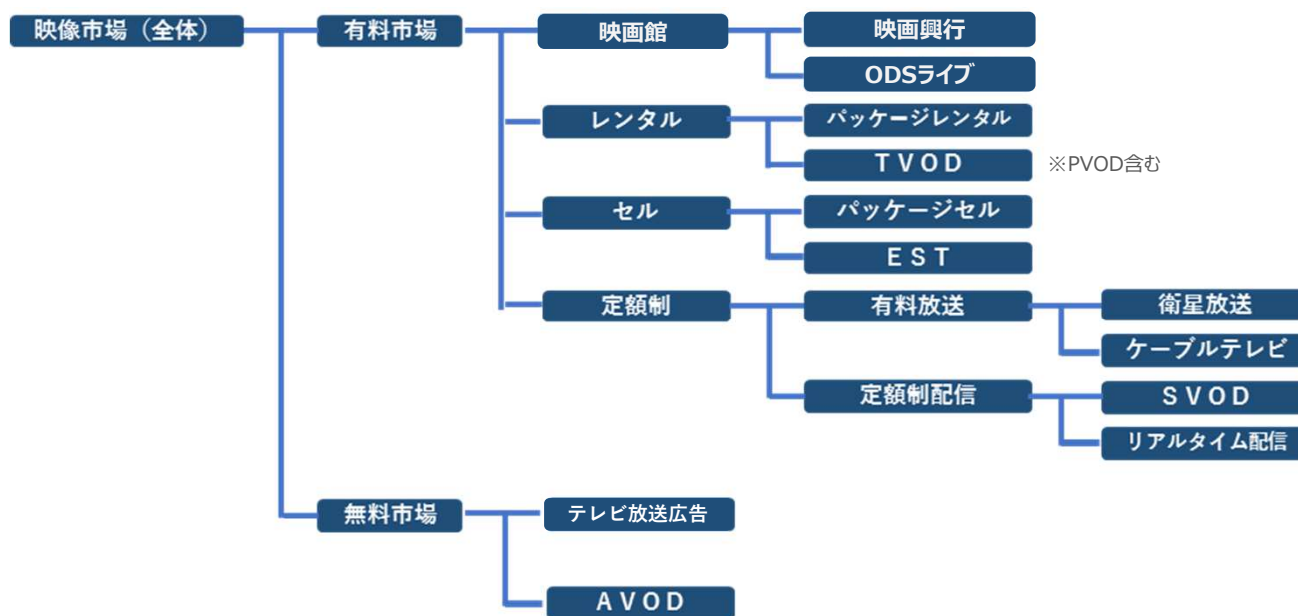 映像市場（全体）
有料市場
映画館
映画興行
ODSライブ
レンタル
パッケージレンタル
ＴＶＯＤ
※PVOD含む
セル
パッケージセル
ＥＳＴ
定額制
有料放送
衛星放送
ケーブルテレビ
定額制配信
ＳＶＯＤ
リアルタイム配信
無料市場
テレビ放送広告
ＡＶＯＤ